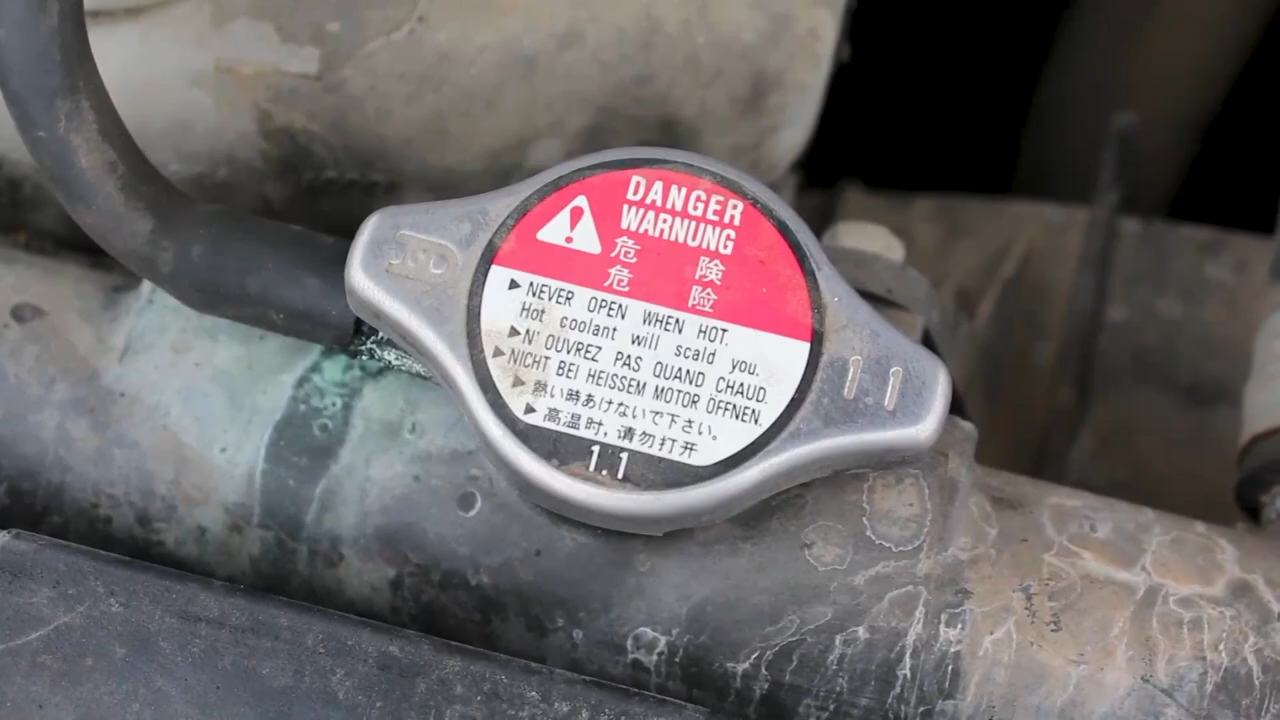 DANGER
WARNUNG
危 険
危 险
▶ NEVER OPEN WHEN HOT.
Hot coolant will scald you.
▶ N' OUVREZ PAS QUAND CHAUD.
▶ NICHT BEI HEISSEM MOTOR ÖFFNEN.
▶ 熱い時あけないで下さい。
▶ 高温时, 请勿打开
1.1
1.1